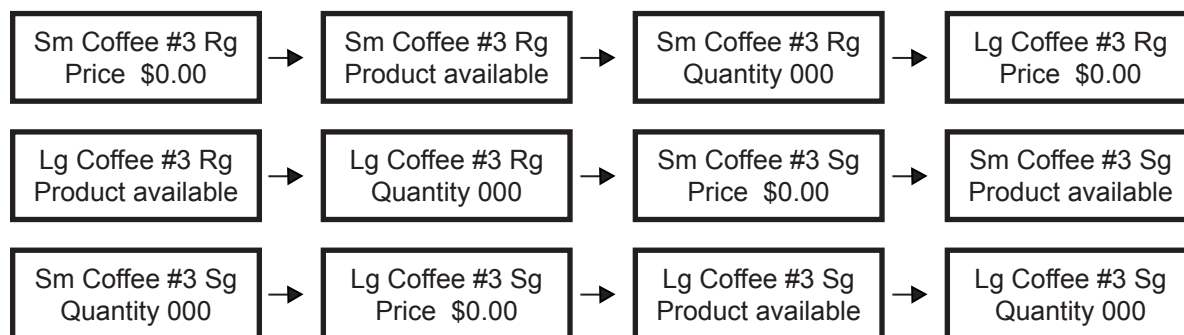 Sm Coffee #3 Rg
Price $0.00
Sm Coffee #3 Rg
Product available
Sm Coffee #3 Rg
Quantity 000
Lg Coffee #3 Rg
Price $0.00
Lg Coffee #3 Rg
Product available
Lg Coffee #3 Rg
Quantity 000
Sm Coffee #3 Sg
Price $0.00
Sm Coffee #3 Sg
Product available
Sm Coffee #3 Sg
Quantity 000
Lg Coffee #3 Sg
Price $0.00
Lg Coffee #3 Sg
Product available
Lg Coffee #3 Sg
Quantity 000